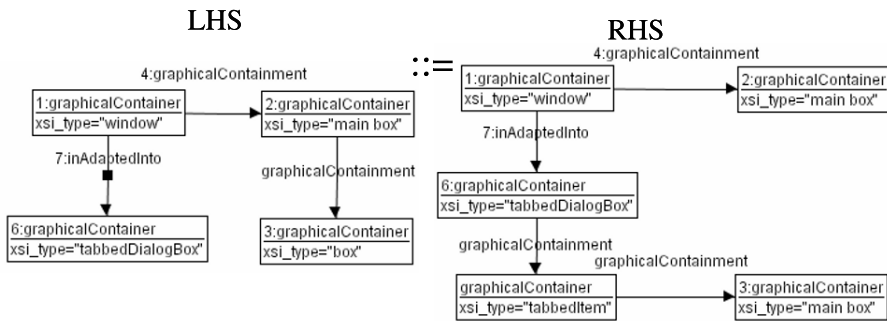 LHS
4:graphicalContainment
1:graphicalContainer
xsi_type="window"
2:graphicalContainer
xsi_type="main box"
7:inAdaptedInto
graphicalContainment
6:graphicalContainer
xsi_type="tabbedDialogBox"
3:graphicalContainer
xsi_type="box"
::=
RHS
4:graphicalContainment
1:graphicalContainer
xsi_type="window"
2:graphicalContainer
xsi_type="main box"
7:inAdaptedInto
6:graphicalContainer
xsi_type="tabbedDialogBox"
graphicalContainment
graphicalContainment
graphicalContainer
xsi_type="tabbedItem"
3:graphicalContainer
xsi_type="main box"